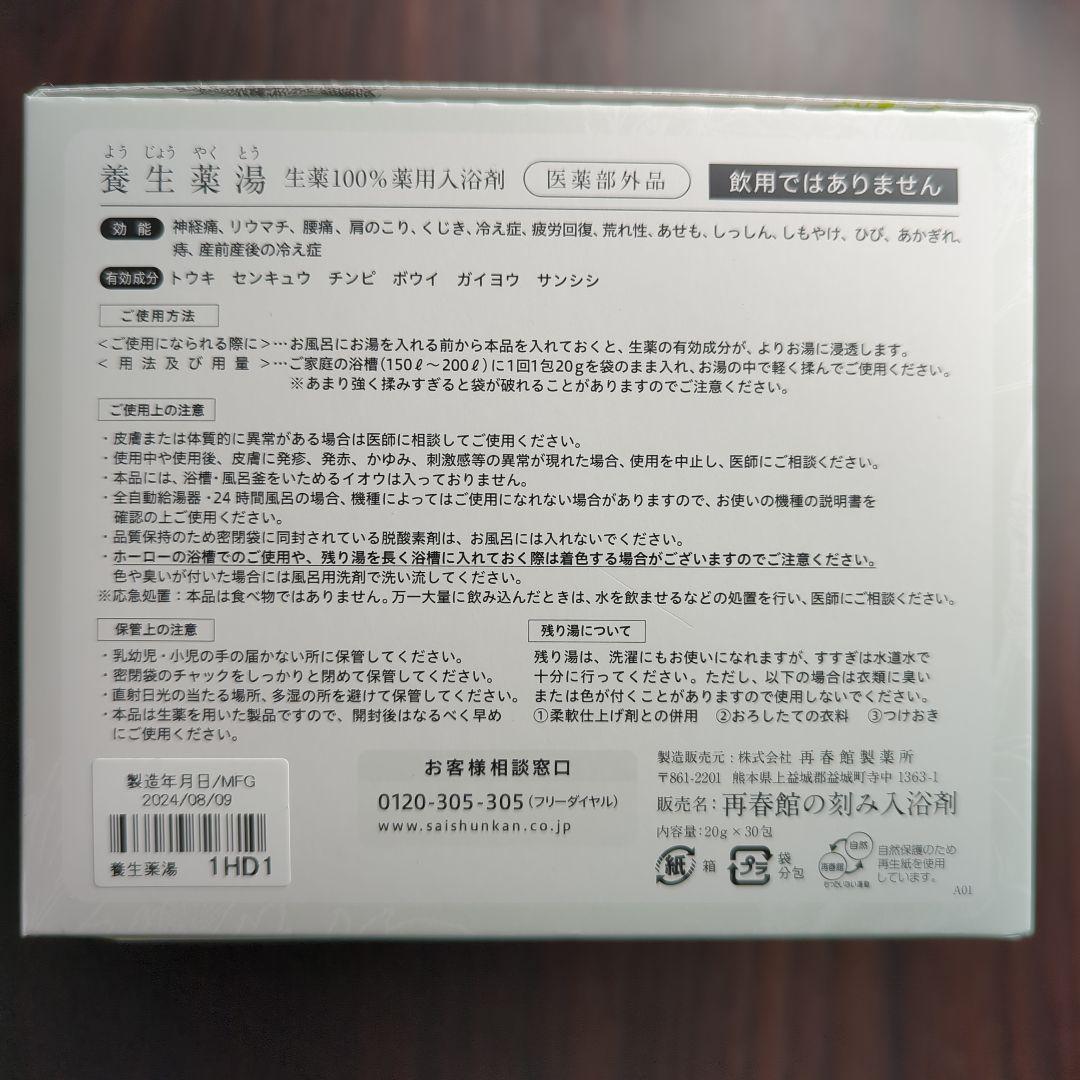 よう じょう やく とう
養生薬湯 生薬100%薬用入浴剤 医薬部外品 飲用ではありません
効能 神経痛、リウマチ、腰痛、肩のこり、くじき、冷え症、疲労回復、荒れ性、あせも、しっしん、しもやけ、ひび、あかぎれ、
痔、産前産後の冷え症
有効成分 トウキ センキュウ チンピ ボウイ ガイヨウ サンシシ
ご使用方法
<ご使用になられる際に>…お風呂にお湯を入れる前から本品を入れておくと、生薬の有効成分が、よりお湯に浸透します。
<用法及び用量>…ご家庭の浴槽(150ℓ～200ℓ)に1回1包20gを袋のまま入れ、お湯の中で軽く揉んでご使用ください。
※あまり強く揉みすぎると袋が破れることがありますのでご注意ください。
ご使用上の注意
・皮膚または体質的に異常がある場合は医師に相談してご使用ください。
・使用中や使用後、皮膚に発疹、発赤、かゆみ、刺激感等の異常が現れた場合、使用を中止し、医師にご相談ください。
・本品には、浴槽・風呂釜をいためるイオウは入っておりません。
・全自動給湯器・24時間風呂の場合、機種によってはご使用になれない場合がありますので、お使いの機種の説明書を
確認の上ご使用ください。
・品質保持のため密閉袋に同封されている脱酸素剤は、お風呂には入れないでください。
・ホーローの浴槽でのご使用や、残り湯を長く浴槽に入れておく際は着色する場合がございますのでご注意ください。
色や臭いが付いた場合には風呂用洗剤で洗い流してください。
※応急処置：本品は食べ物ではありません。万一大量に飲み込んだときは、水を飲ませるなどの処置を行い、医師にご相談ください。
保管上の注意
・乳幼児・小児の手の届かない所に保管してください。
・密閉袋のチャックをしっかりと閉めて保管してください。
・直射日光の当たる場所、多湿の所を避けて保管してください。
・本品は生薬を用いた製品ですので、開封後はなるべく早め
にご使用ください。
残り湯について
残り湯は、洗濯にもお使いになれますが、すすぎは水道水で
十分に行ってください。ただし、以下の場合は衣類に臭い
または色が付くことがありますので使用しないでください。
①柔軟仕上げ剤との併用 ②おろしたての衣料 ③つけおき
製造年月日/MFG
2024/08/09
養生薬湯 1HD1
お客様相談窓口
0120-305-305(フリーダイヤル)
www.saishunkan.co.jp
製造販売元：株式会社 再春館製薬所
〒861-2201 熊本県上益城郡益城町寺中1363-1
販売名：再春館の刻み入浴剤
内容量：20g×30包
紙 箱 プラ 袋 分包
自然
再春館
自然保護のため
再生紙を使用
しています。
A01